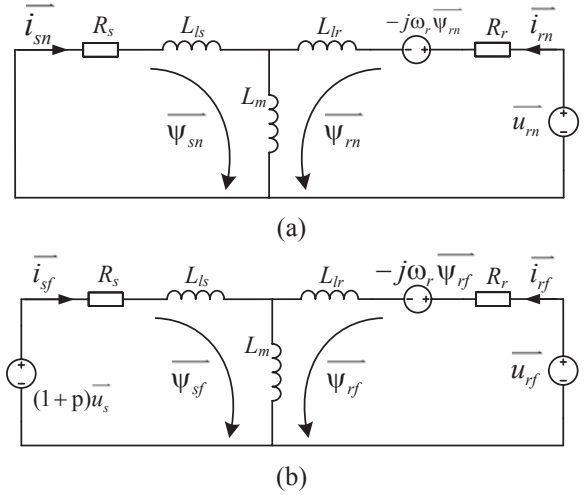 i_sn R_s L_ls L_lr -jω_r ψ_rn R_r i_rn
L_m
ψ_sn ψ_rn u_rn
(a)
i_sf R_s L_ls L_lr -jω_r ψ_rf R_r i_rf
L_m
(1+p)u_s ψ_sf ψ_rf u_rf
(b)